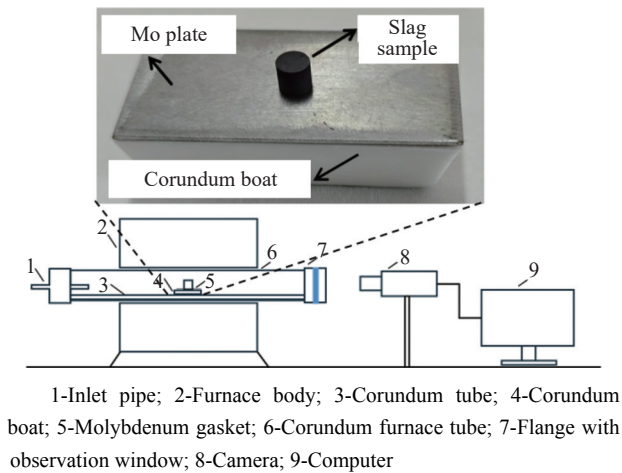 Mo plate
Slag
sample
Corundum boat
2
1
3
4
5
6
7
8
9
1-Inlet pipe; 2-Furnace body; 3-Corundum tube; 4-Corundum
boat; 5-Molybdenum gasket; 6-Corundum furnace tube; 7-Flange with
observation window; 8-Camera; 9-Computer